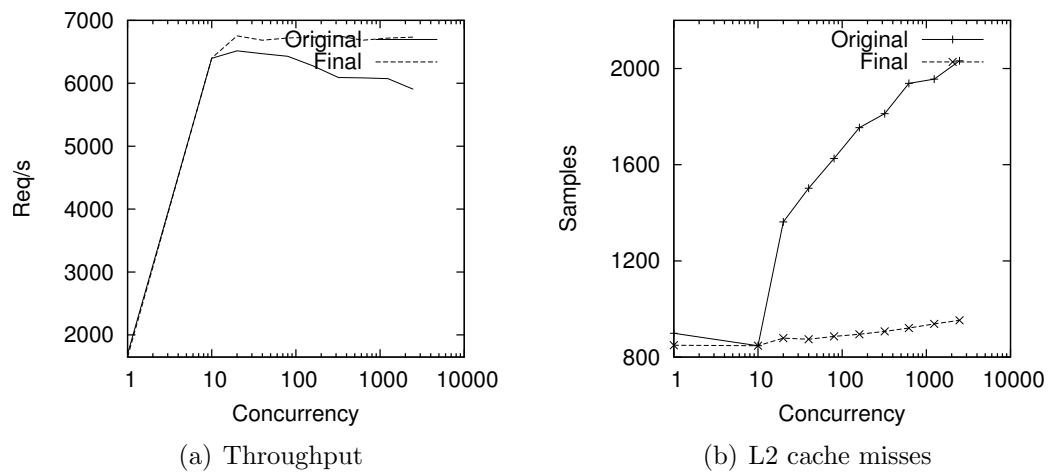 7000
6000
5000
4000
3000
2000
Req/s
Original
Final
1
10
100
1000
10000
Concurrency
(a) Throughput
2000
1600
1200
800
Samples
Original
Final
1
10
100
1000
10000
Concurrency
(b) L2 cache misses